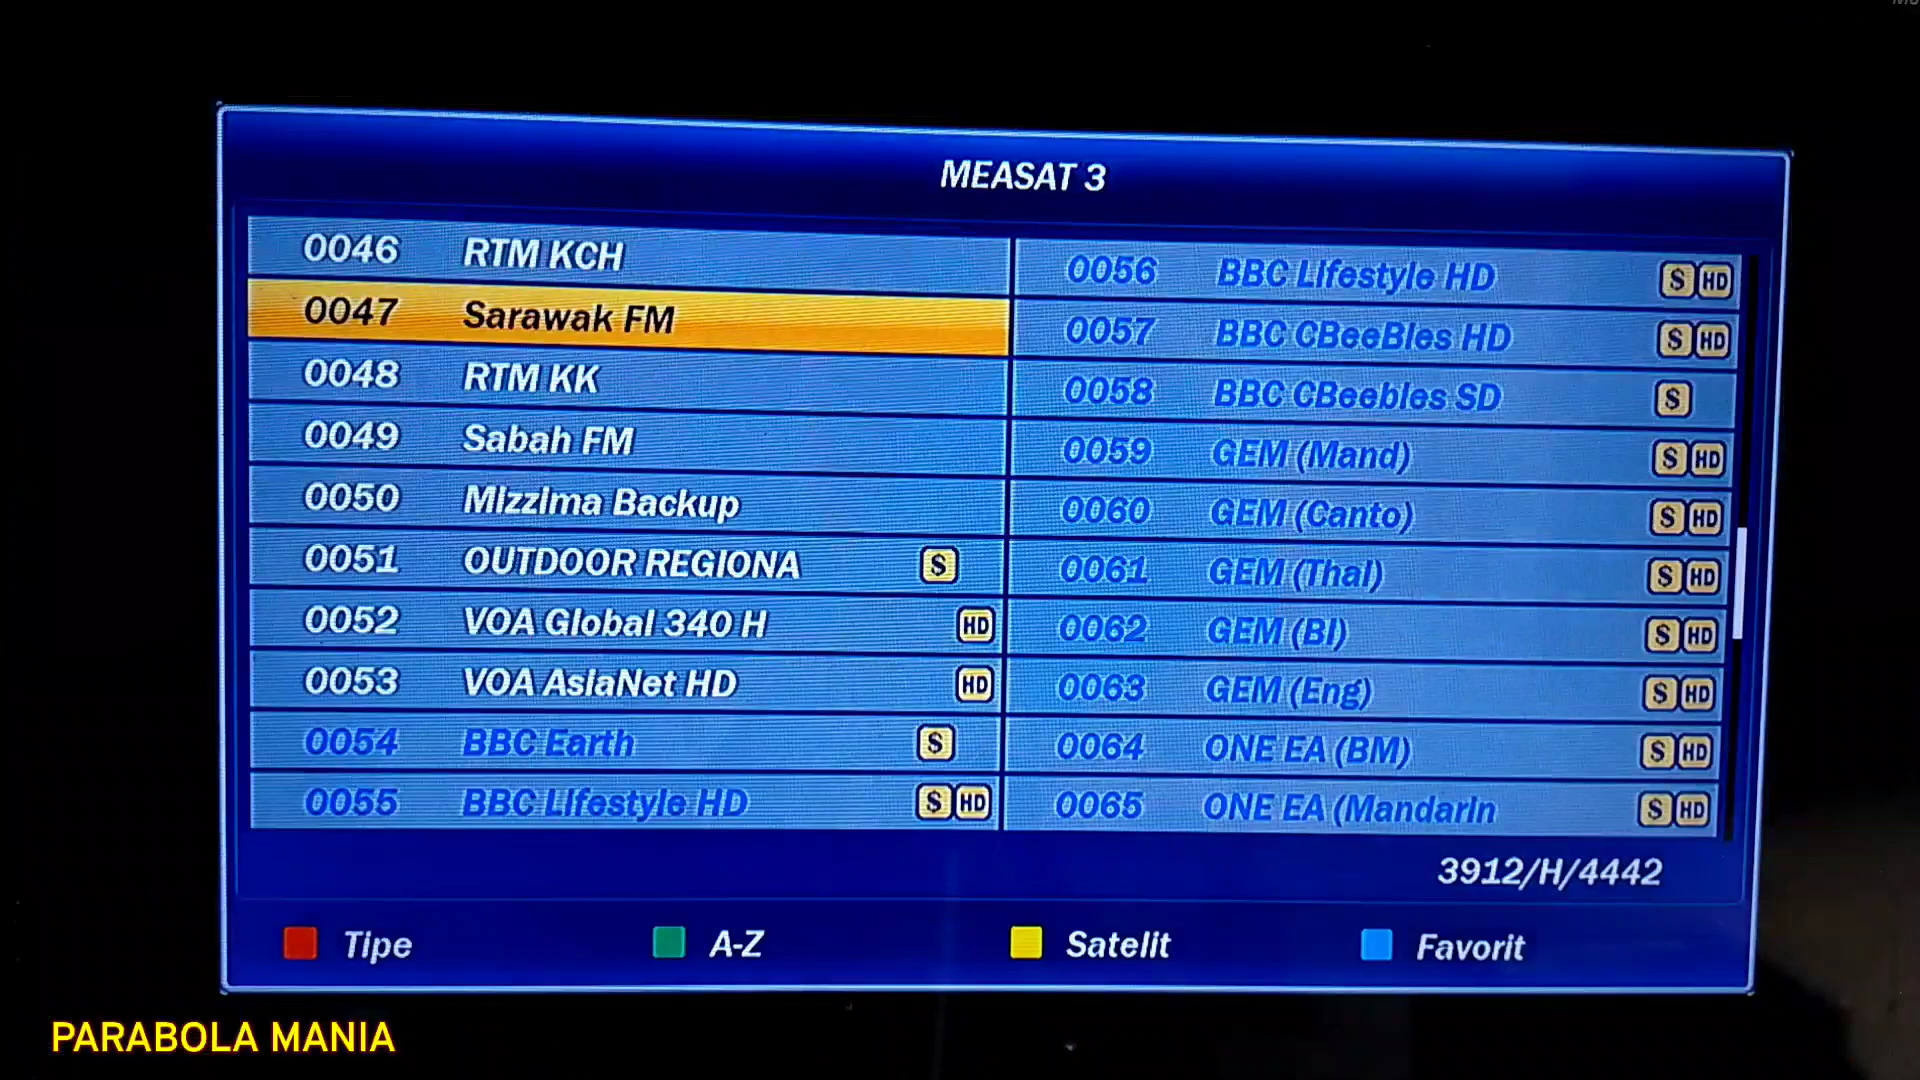 MEASAT 3
0046 RTM KCH
0047 Sarawak FM
0048 RTM KK
0049 Sabah FM
0050 Mizzima Backup
0051 OUTDOOR REGIONA S
0052 VOA Global 340 H HD
0053 VOA AsiaNet HD HD
0054 BBC Earth S
0055 BBC Lifestyle HD S HD
0056 BBC Lifestyle HD S HD
0057 BBC CBeeBies HD S HD
0058 BBC CBeebies SD S
0059 GEM (Mand) S HD
0060 GEM (Canto) S HD
0061 GEM (Thai) S HD
0062 GEM (BI) S HD
0063 GEM (Eng) S HD
0064 ONE EA (BM) S HD
0065 ONE EA (Mandarin S HD
3912/H/4442
Tipe A-Z Satelit Favorit
PARABOLA MANIA